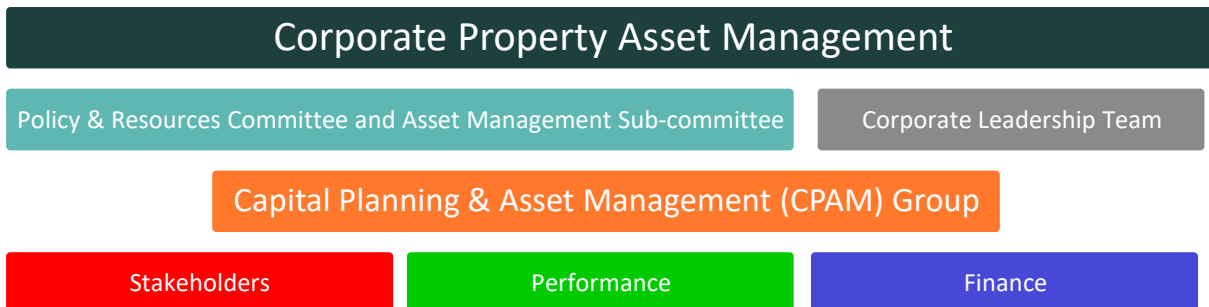 Corporate Property Asset Management
Policy & Resources Committee and Asset Management Sub-committee
Corporate Leadership Team
Capital Planning & Asset Management (CPAM) Group
Stakeholders
Performance
Finance